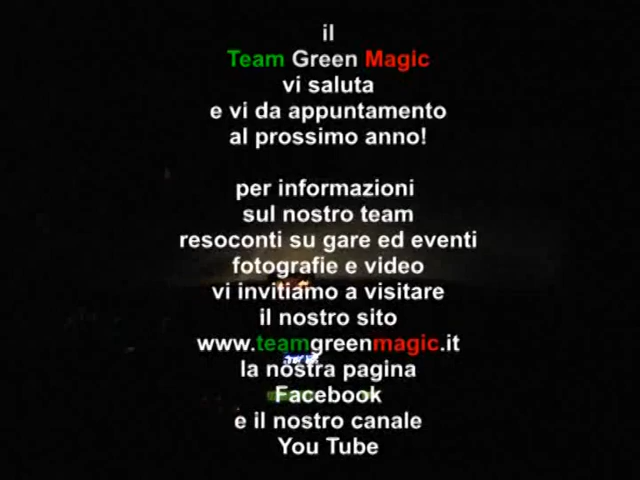 il
Team Green Magic
vi saluta
e vi da appuntamento
al prossimo anno!
per informazioni
sul nostro team
resoconti su gare ed eventi
fotografie e video
vi invitiamo a visitare
il nostro sito
www.teamgreenmagic.it
la nostra pagina
Facebook
e il nostro canale
You Tube